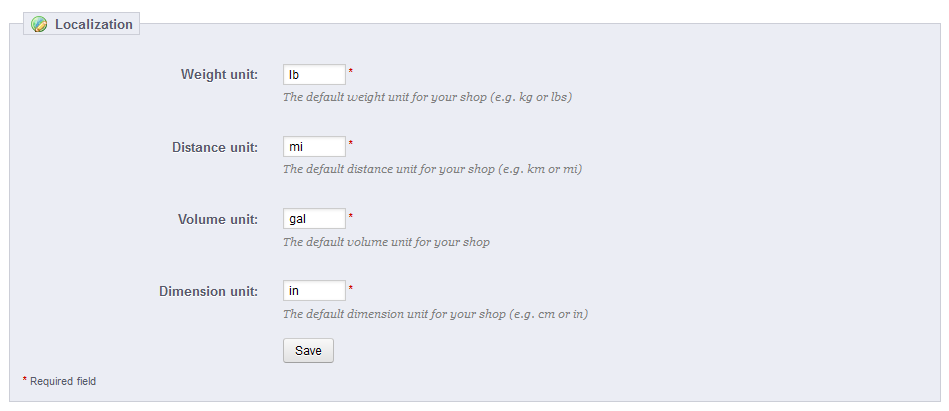 Localization
Weight unit: lb *
The default weight unit for your shop (e.g. kg or lbs)
Distance unit: mi *
The default distance unit for your shop (e.g. km or mi)
Volume unit: gal *
The default volume unit for your shop
Dimension unit: in *
The default dimension unit for your shop (e.g. cm or in)
Save
* Required field